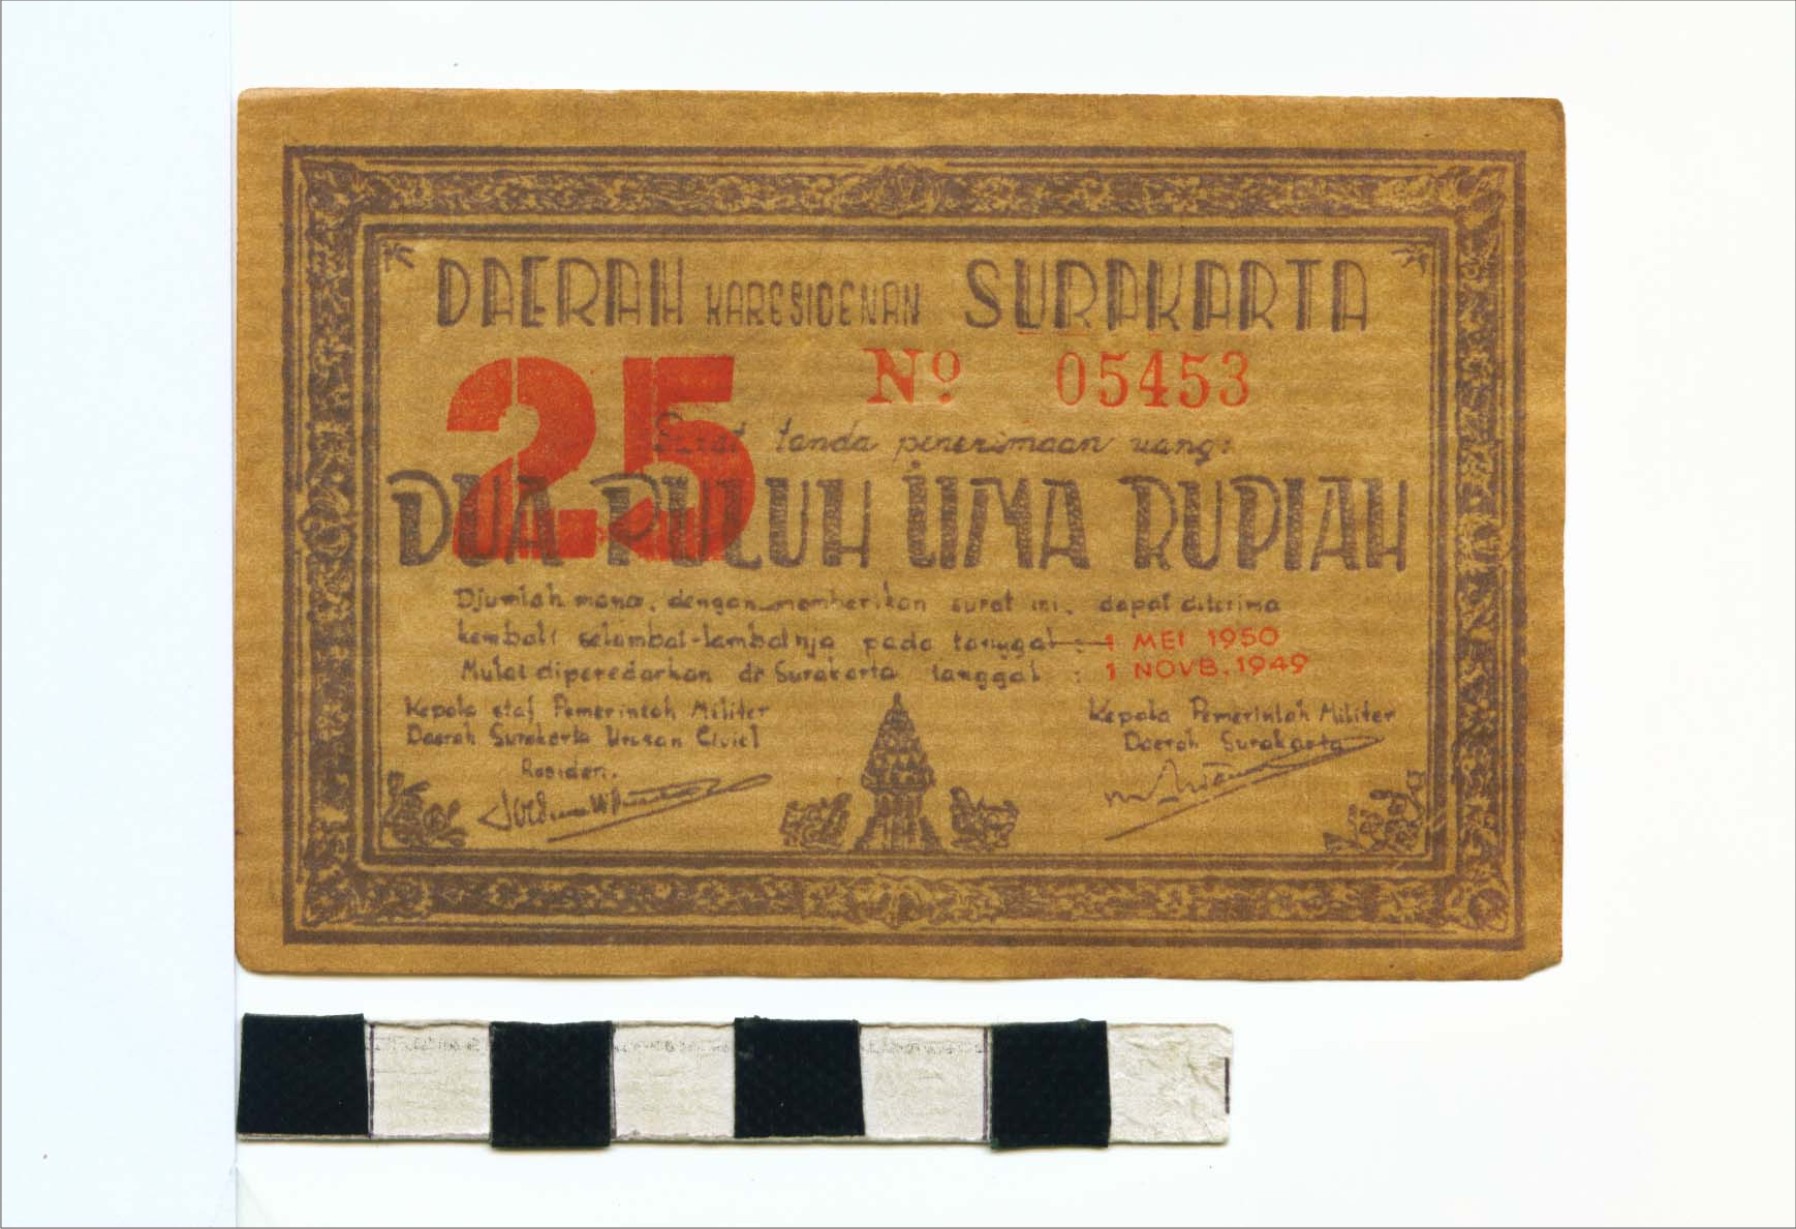 DAERAH KARESIDENAN SURAKARTA
25
Nº 05453
Surat tanda penerimaan uang:
DUA PULUH LIMA RUPIAH
Djumlah mana, dengan memberikan surat ini, dapat diterima
kembali selambat-lambatnja pada tanggal : 1 MEI 1950
Mulai diperedarkan di Surakarta tanggal : 1 NOVB. 1949
Kepala staf Pemerintah Militer
Daerah Surakarta Urusan Civiel
Residen.
Kepala Pemerintah Militer
Daerah Surakarta